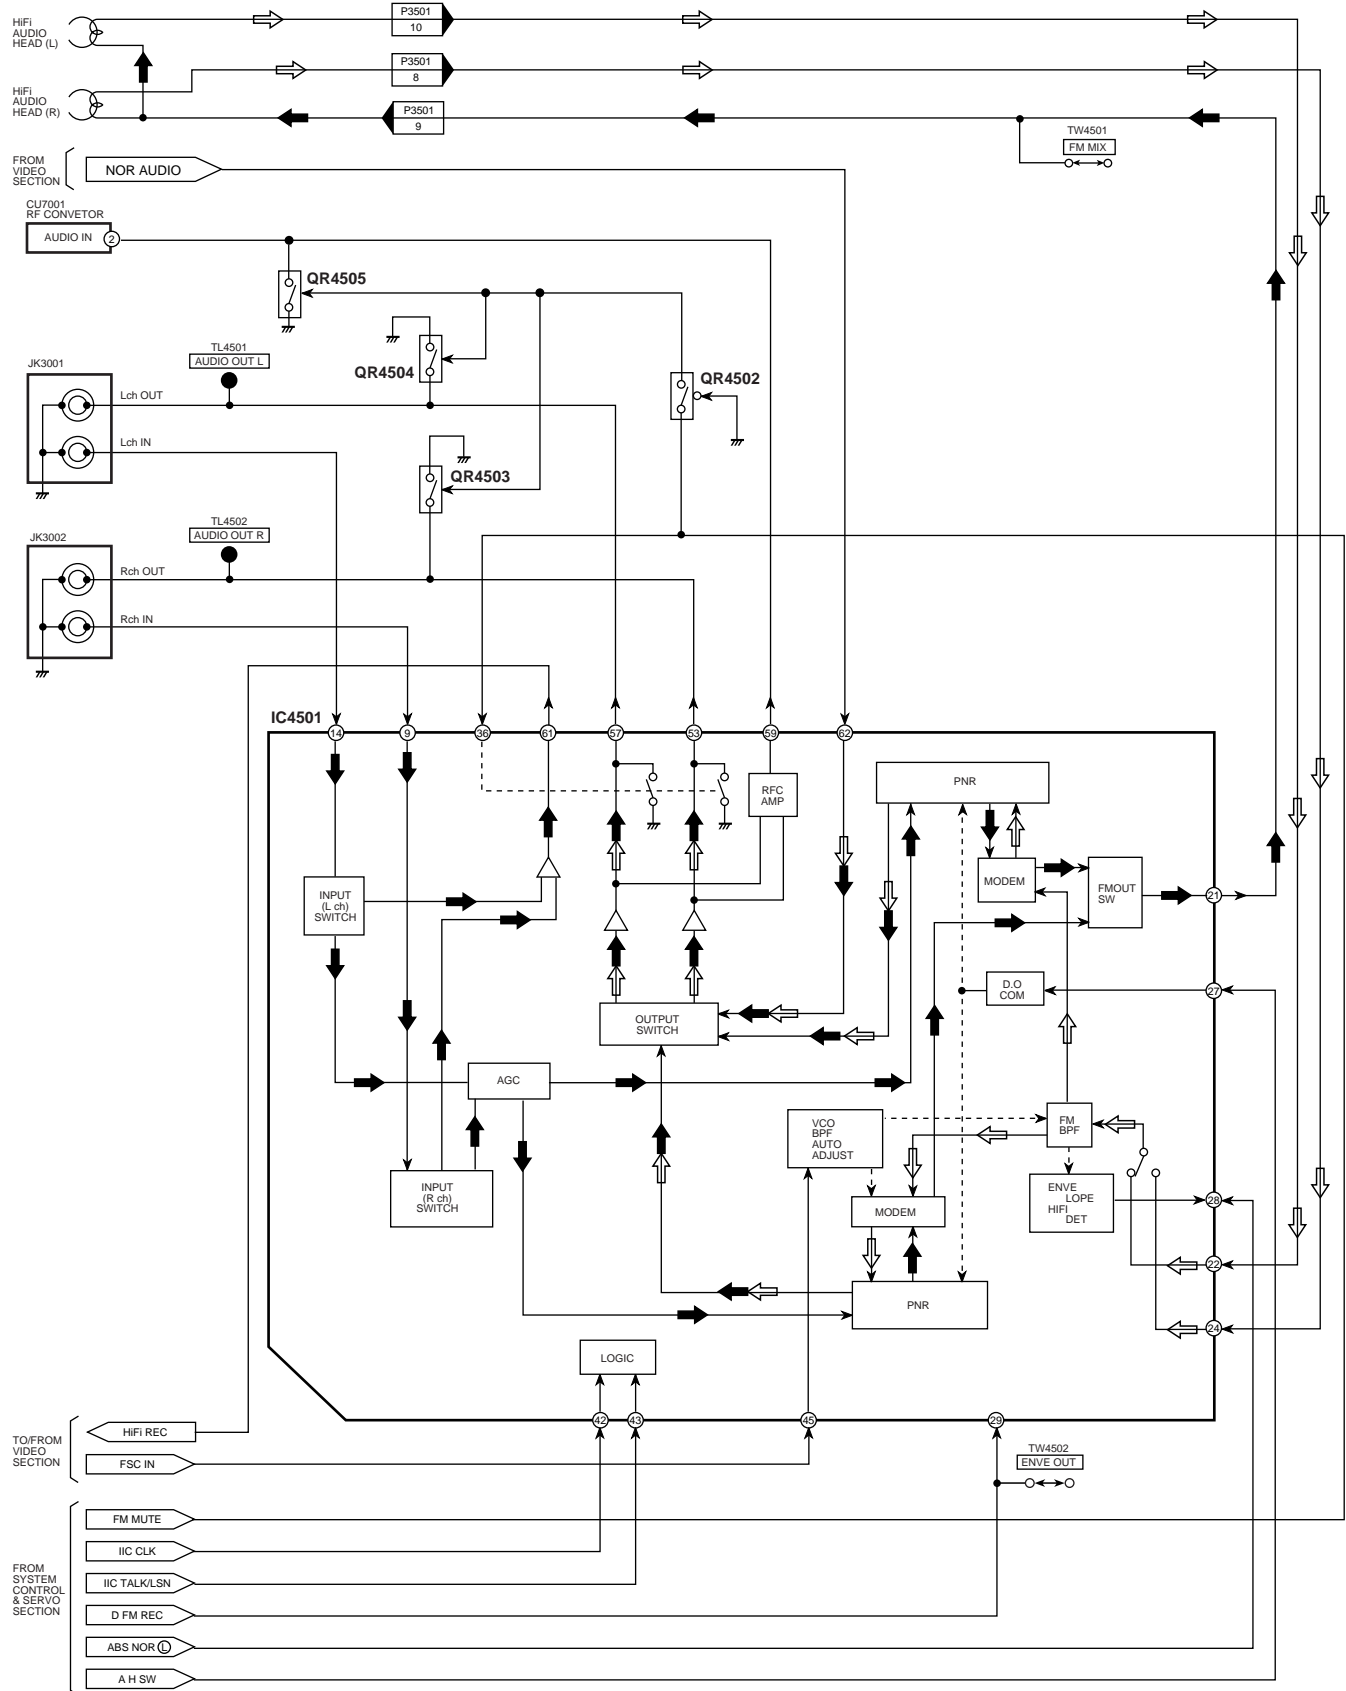 HiFi
AUDIO
HEAD (L)
P3501
10
P3501
8
HiFi
AUDIO
HEAD (R)
P3501
9
TW4501
FM MIX
FROM
VIDEO
SECTION
NOR AUDIO
CU7001
RF CONVETOR
AUDIO IN
2
QR4505
TL4501
AUDIO OUT L
QR4504
QR4502
JK3001
Lch OUT
Lch IN
QR4503
TL4502
AUDIO OUT R
JK3002
Rch OUT
Rch IN
IC4501
14
9
36
61
57
53
59
62
RFC
AMP
PNR
MODEM
FMOUT
SW
21
INPUT
(L ch)
SWITCH
D.O
COM
27
OUTPUT
SWITCH
AGC
VCO
BPF
AUTO
ADJUST
FM
BPF
INPUT
(R ch)
SWITCH
MODEM
ENVE
LOPE
HIFI
DET
28
22
PNR
24
LOGIC
42
43
45
29
TO/FROM
VIDEO
SECTION
HiFi REC
FSC IN
TW4502
ENVE OUT
FROM
SYSTEM
CONTROL
& SERVO
SECTION
FM MUTE
IIC CLK
IIC TALK/LSN
D FM REC
ABS NOR Ⓛ
A H SW